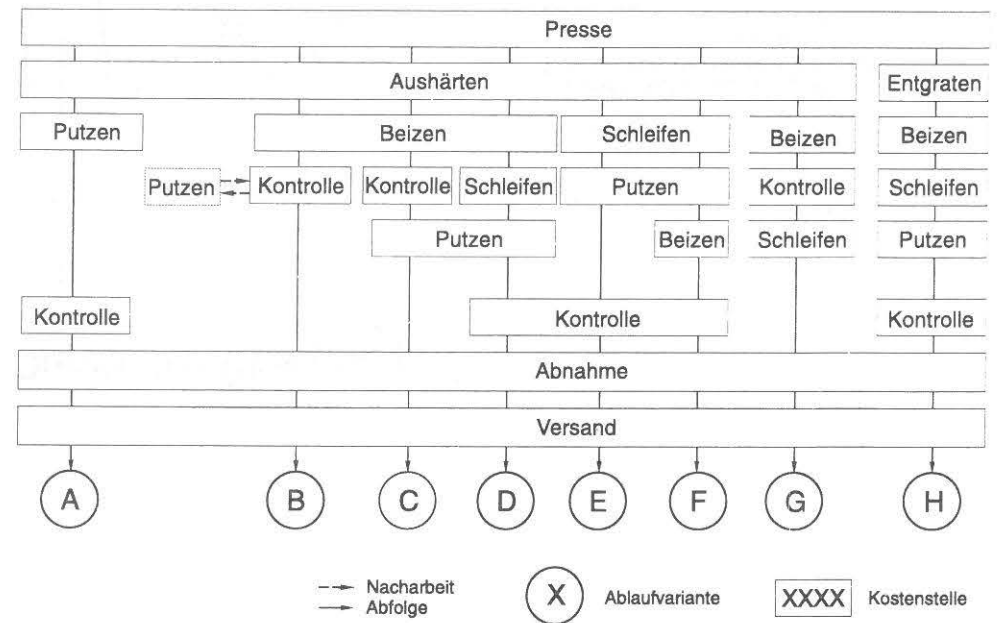 Presse
Aushärten Entgraten
Putzen Beizen Schleifen Beizen Beizen
Putzen Kontrolle Kontrolle Schleifen Putzen Kontrolle Schleifen
Putzen Beizen Schleifen Putzen
Kontrolle Kontrolle Kontrolle
Abnahme
Versand
A B C D E F G H
Nacharbeit
Abfolge
X Ablaufvariante
XXXX Kostenstelle